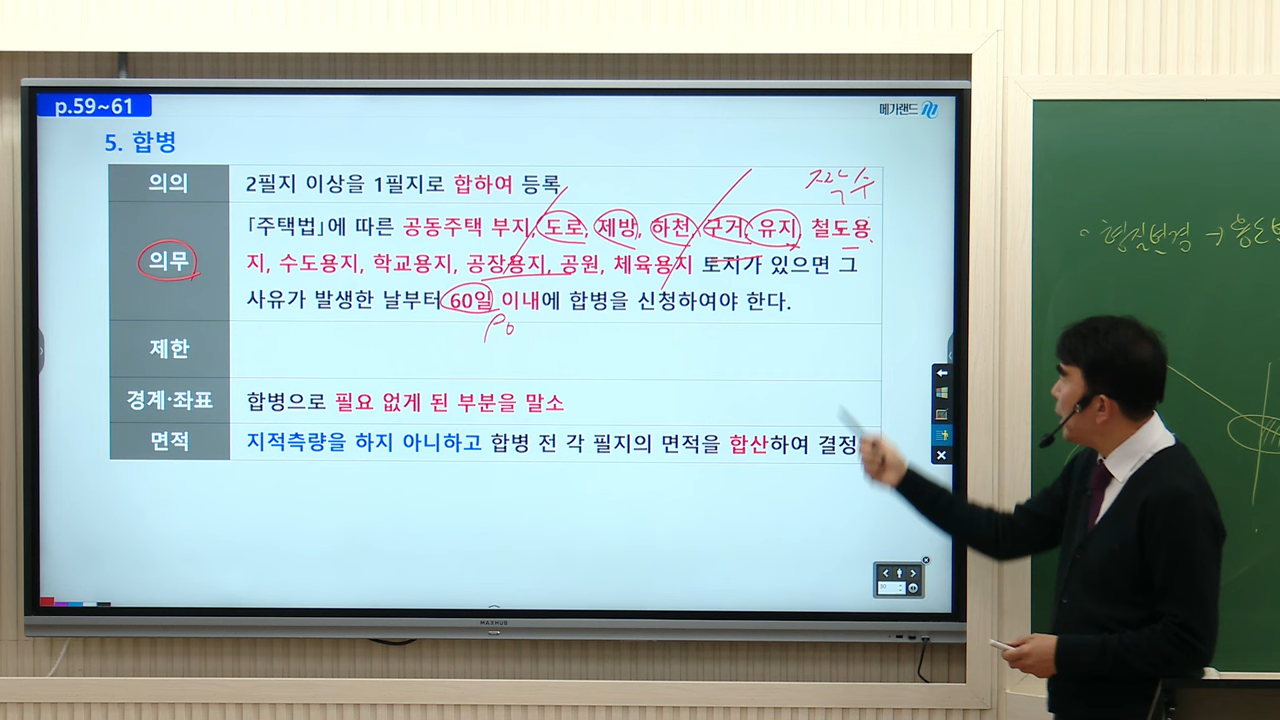 p.59~61
메가랜드
5. 합병
의의
2필지 이상을 1필지로 합하여 등록
의무
「주택법」에 따른 공동주택 부지, 도로, 제방, 하천, 구거, 유지, 철도용
지, 수도용지, 학교용지, 공장용지, 공원, 체육용지 토지가 있으면 그
사유가 발생한 날부터 60일 이내에 합병을 신청하여야 한다.
제한
경계·좌표
합병으로 필요 없게 된 부분을 말소
면적
지적측량을 하지 아니하고 합병 전 각 필지의 면적을 합산하여 결정
형질변경 →
MAXHUB
30